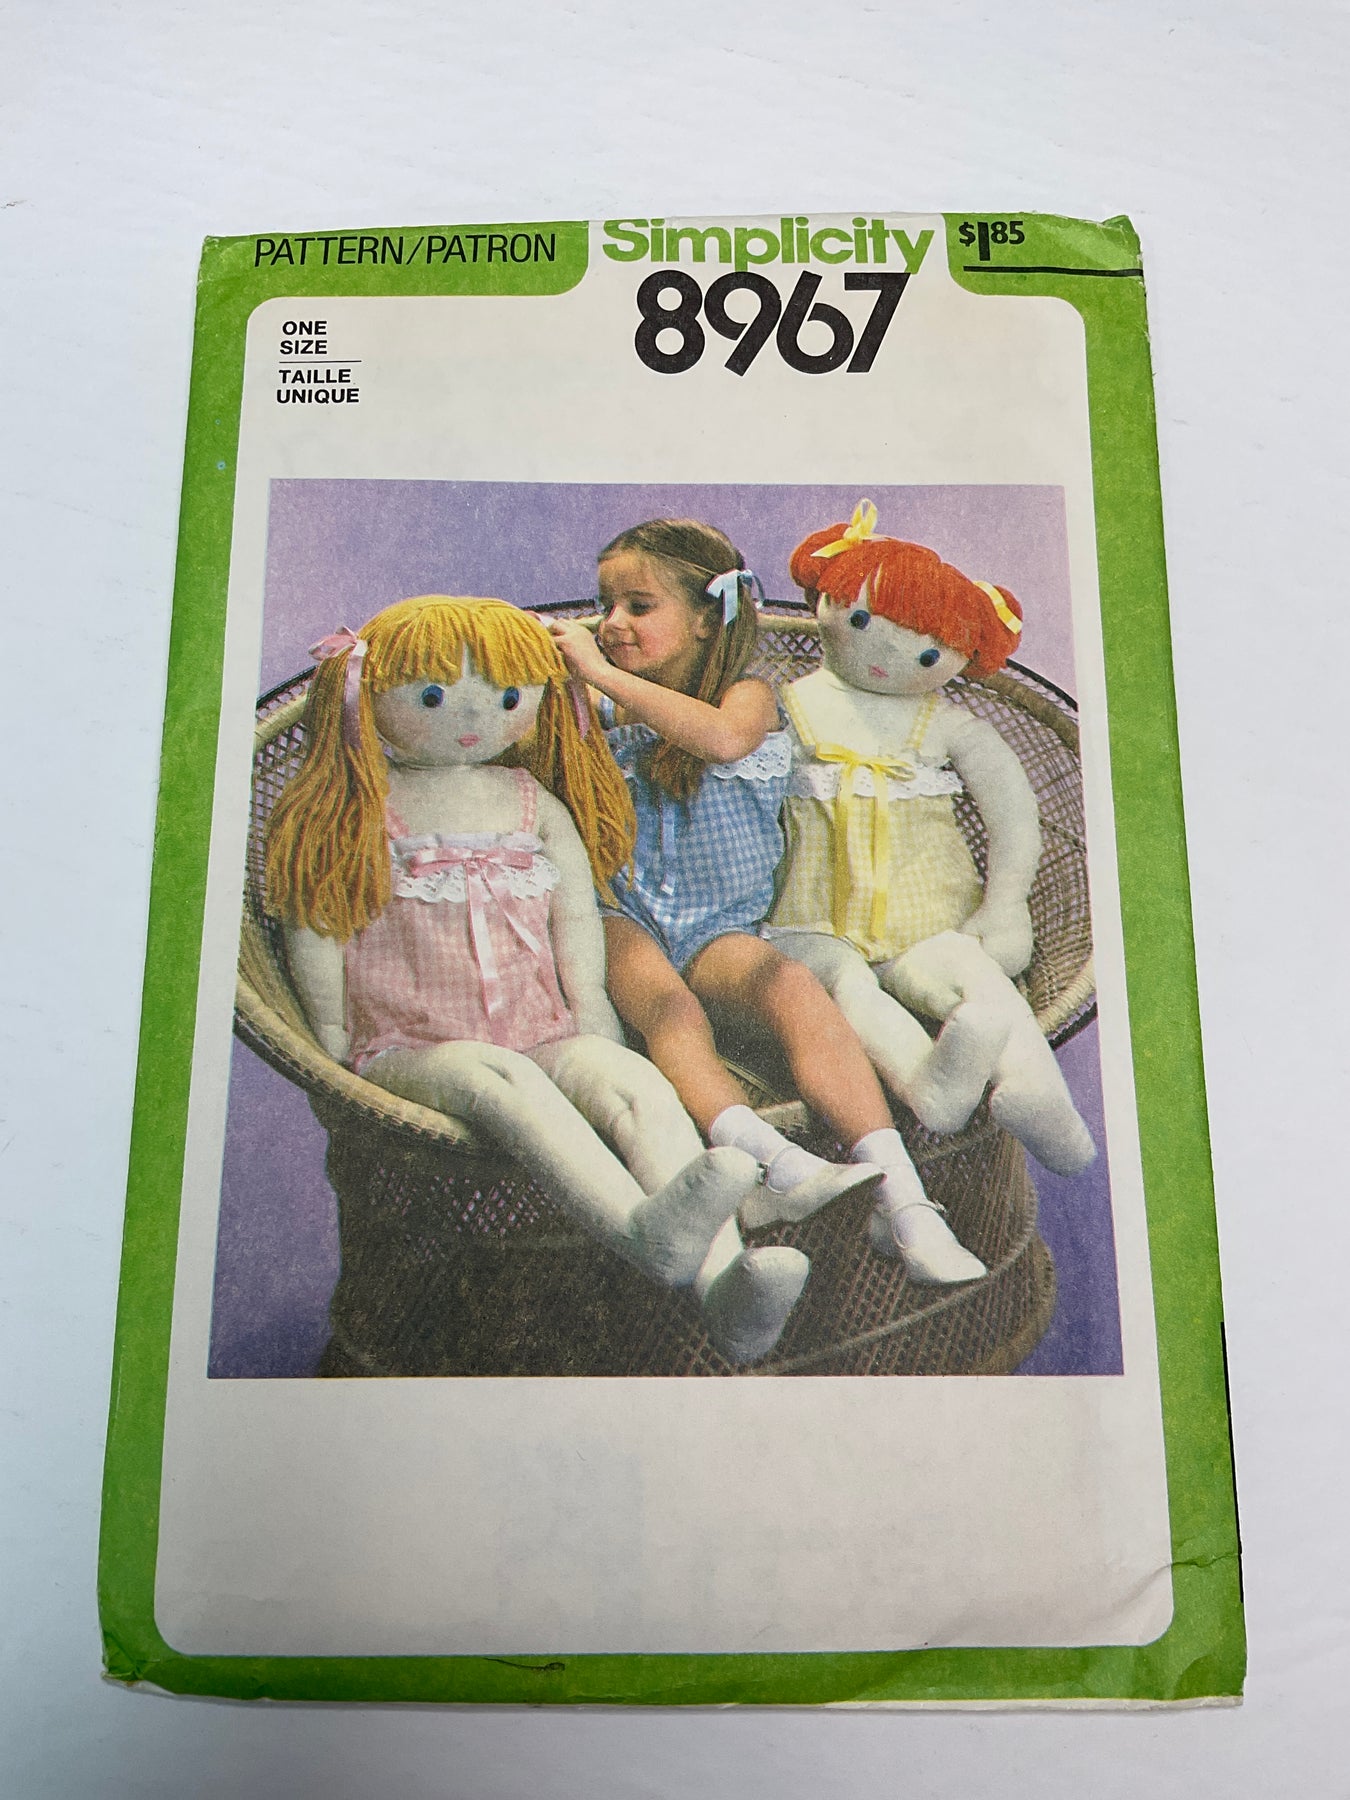 PATTERN/PATRON
Simplicity
$1.85
8967
ONE
SIZE
TAILLE
UNIQUE